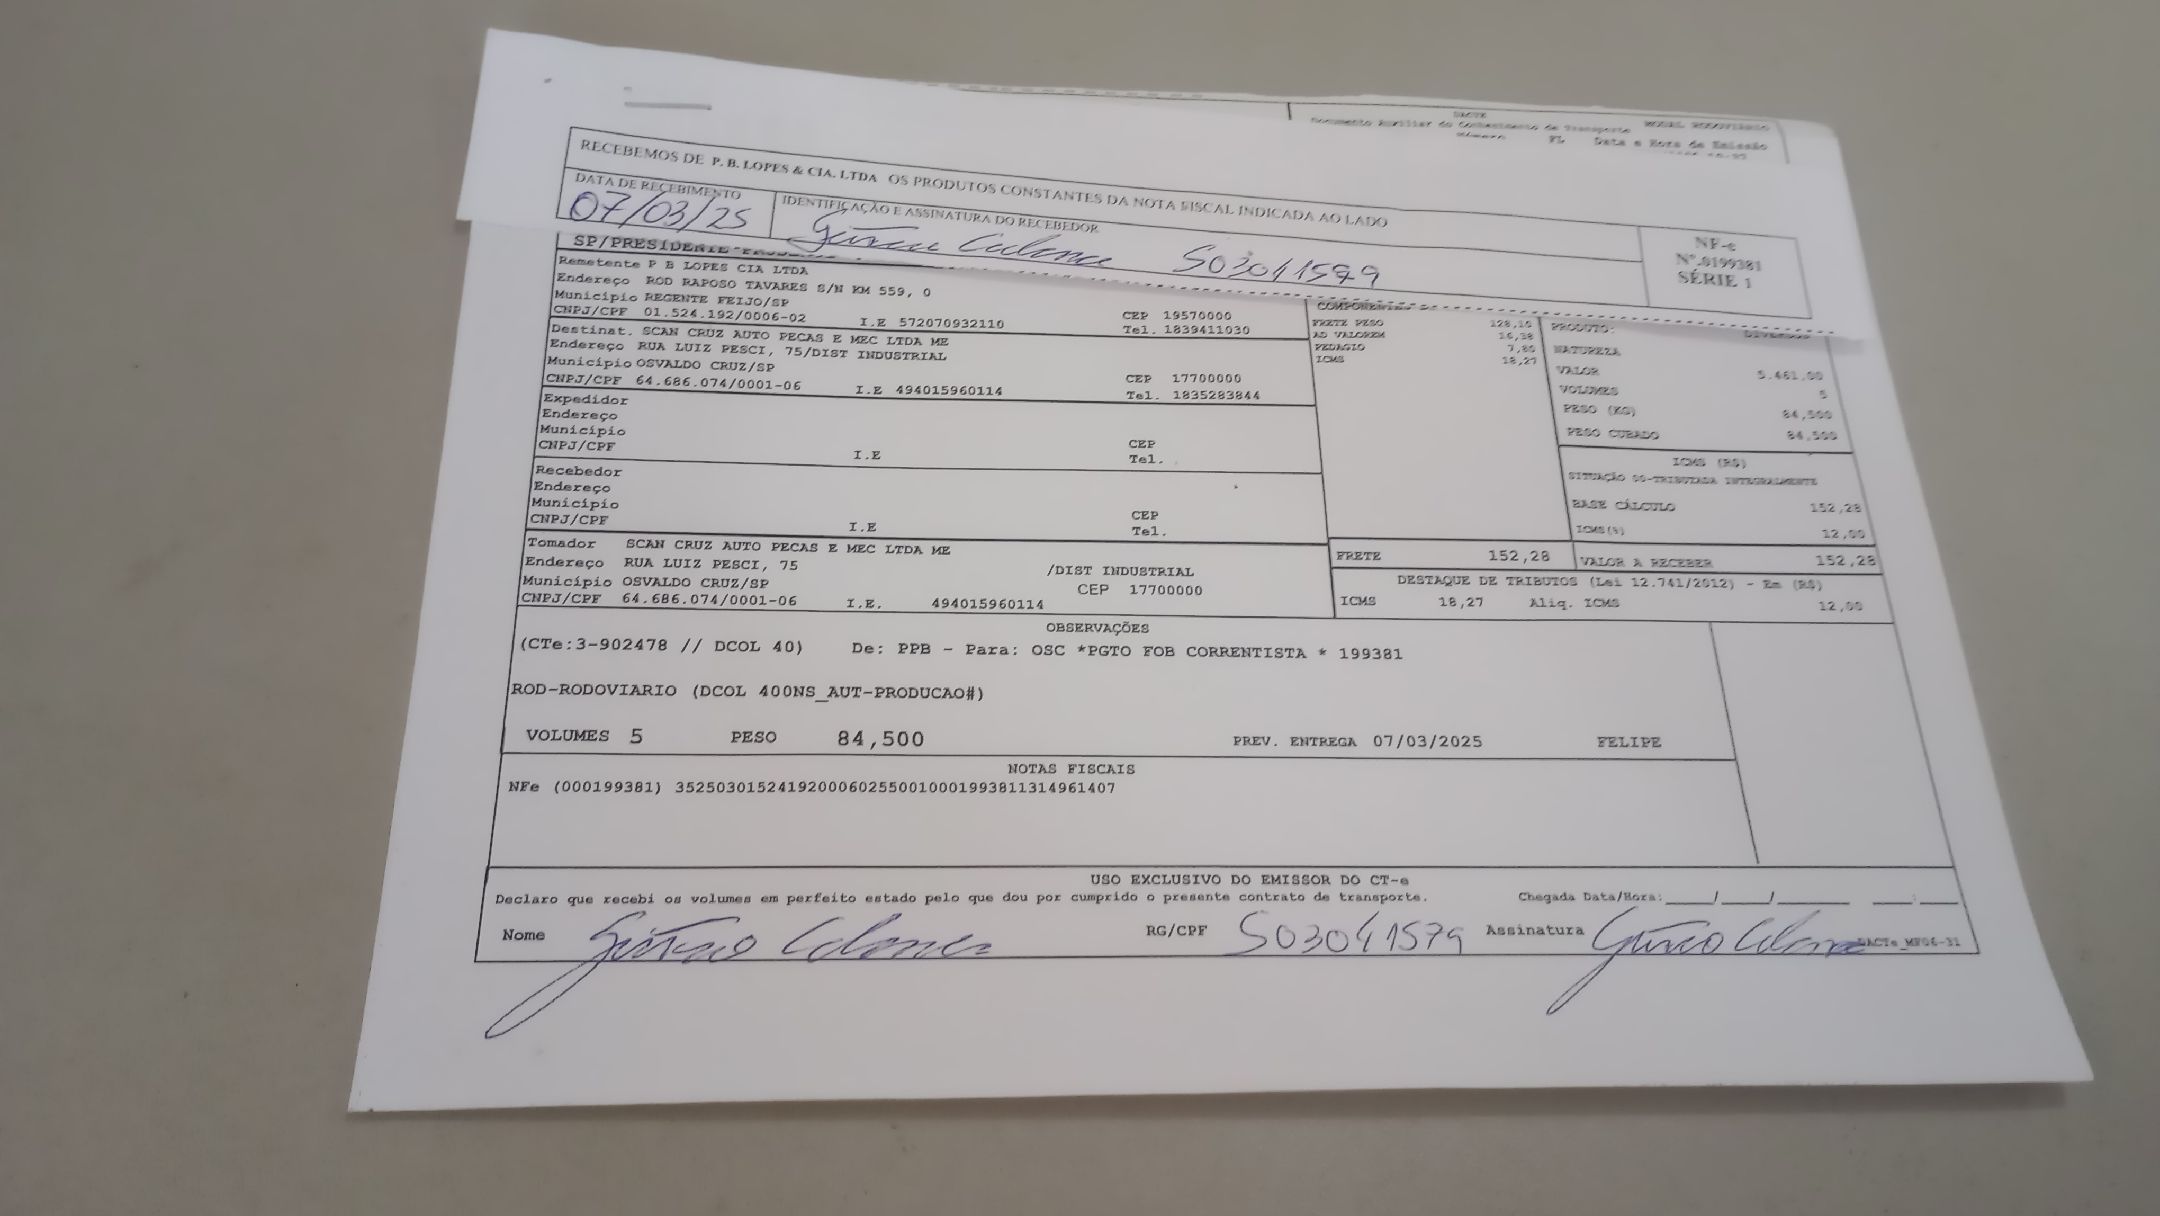 DACTE
MODAL RODOVIÁRIO
Documento Auxiliar do Conhecimento de Transporte
Número FL Data e Hora de Emissão
RECEBEMOS DE P. B. LOPES & CIA. LTDA OS PRODUTOS CONSTANTES DA NOTA FISCAL INDICADA AO LADO
DATA DE RECEBIMENTO
07/03/25
IDENTIFICAÇÃO E ASSINATURA DO RECEBEDOR
503041579
NF-e
Nº.0199381
SÉRIE 1
SP/PRESIDENTE
Remetente P B LOPES CIA LTDA
Endereço ROD RAPOSO TAVARES S/N KM 559, 0
Município REGENTE FEIJO/SP
CNPJ/CPF 01.524.192/0006-02 I.E 572070932110
CEP 19570000
Tel. 1839411030
Destinat. SCAN CRUZ AUTO PECAS E MEC LTDA ME
Endereço RUA LUIZ PESCI, 75/DIST INDUSTRIAL
Município OSVALDO CRUZ/SP
CNPJ/CPF 64.686.074/0001-06 I.E 494015960114
CEP 17700000
Tel. 1835283844
Expedidor
Endereço
Município
CNPJ/CPF I.E
CEP
Tel.
Recebedor
Endereço
Município
CNPJ/CPF I.E
CEP
Tel.
Tomador SCAN CRUZ AUTO PECAS E MEC LTDA ME
Endereço RUA LUIZ PESCI, 75 /DIST INDUSTRIAL
Município OSVALDO CRUZ/SP CEP 17700000
CNPJ/CPF 64.686.074/0001-06 I.E. 494015960114
FRETE PESO 128,10
AD VALOREM 16,38
PEDAGIO 7,80
ICMS 18,27
PRODUTO: DIVERSOS
NATUREZA
VALOR 5.461,00
VOLUMES 5
PESO (KG) 84,500
PESO CUBADO 84,500
ICMS (R$)
SITUAÇÃO 00-TRIBUTADA INTEGRALMENTE
BASE CÁLCULO 152,28
ICMS(%) 12,00
FRETE 152,28
VALOR A RECEBER 152,28
DESTAQUE DE TRIBUTOS (Lei 12.741/2012) - Em (R$)
ICMS 18,27 Aliq. ICMS 12,00
OBSERVAÇÕES
(CTe:3-902478 // DCOL 40) De: PPB - Para: OSC *PGTO FOB CORRENTISTA * 199381
ROD-RODOVIARIO (DCOL 400NS_AUT-PRODUCAO#)
VOLUMES 5 PESO 84,500 PREV. ENTREGA 07/03/2025 FELIPE
NOTAS FISCAIS
NFe (000199381) 35250301524192000602550010001993811314961407
USO EXCLUSIVO DO EMISSOR DO CT-e
Declaro que recebi os volumes em perfeito estado pelo que dou por cumprido o presente contrato de transporte. Chegada Data/Hora:____/____/______ ___:___
Nome RG/CPF 503041579 Assinatura
DACTe_MF06-31